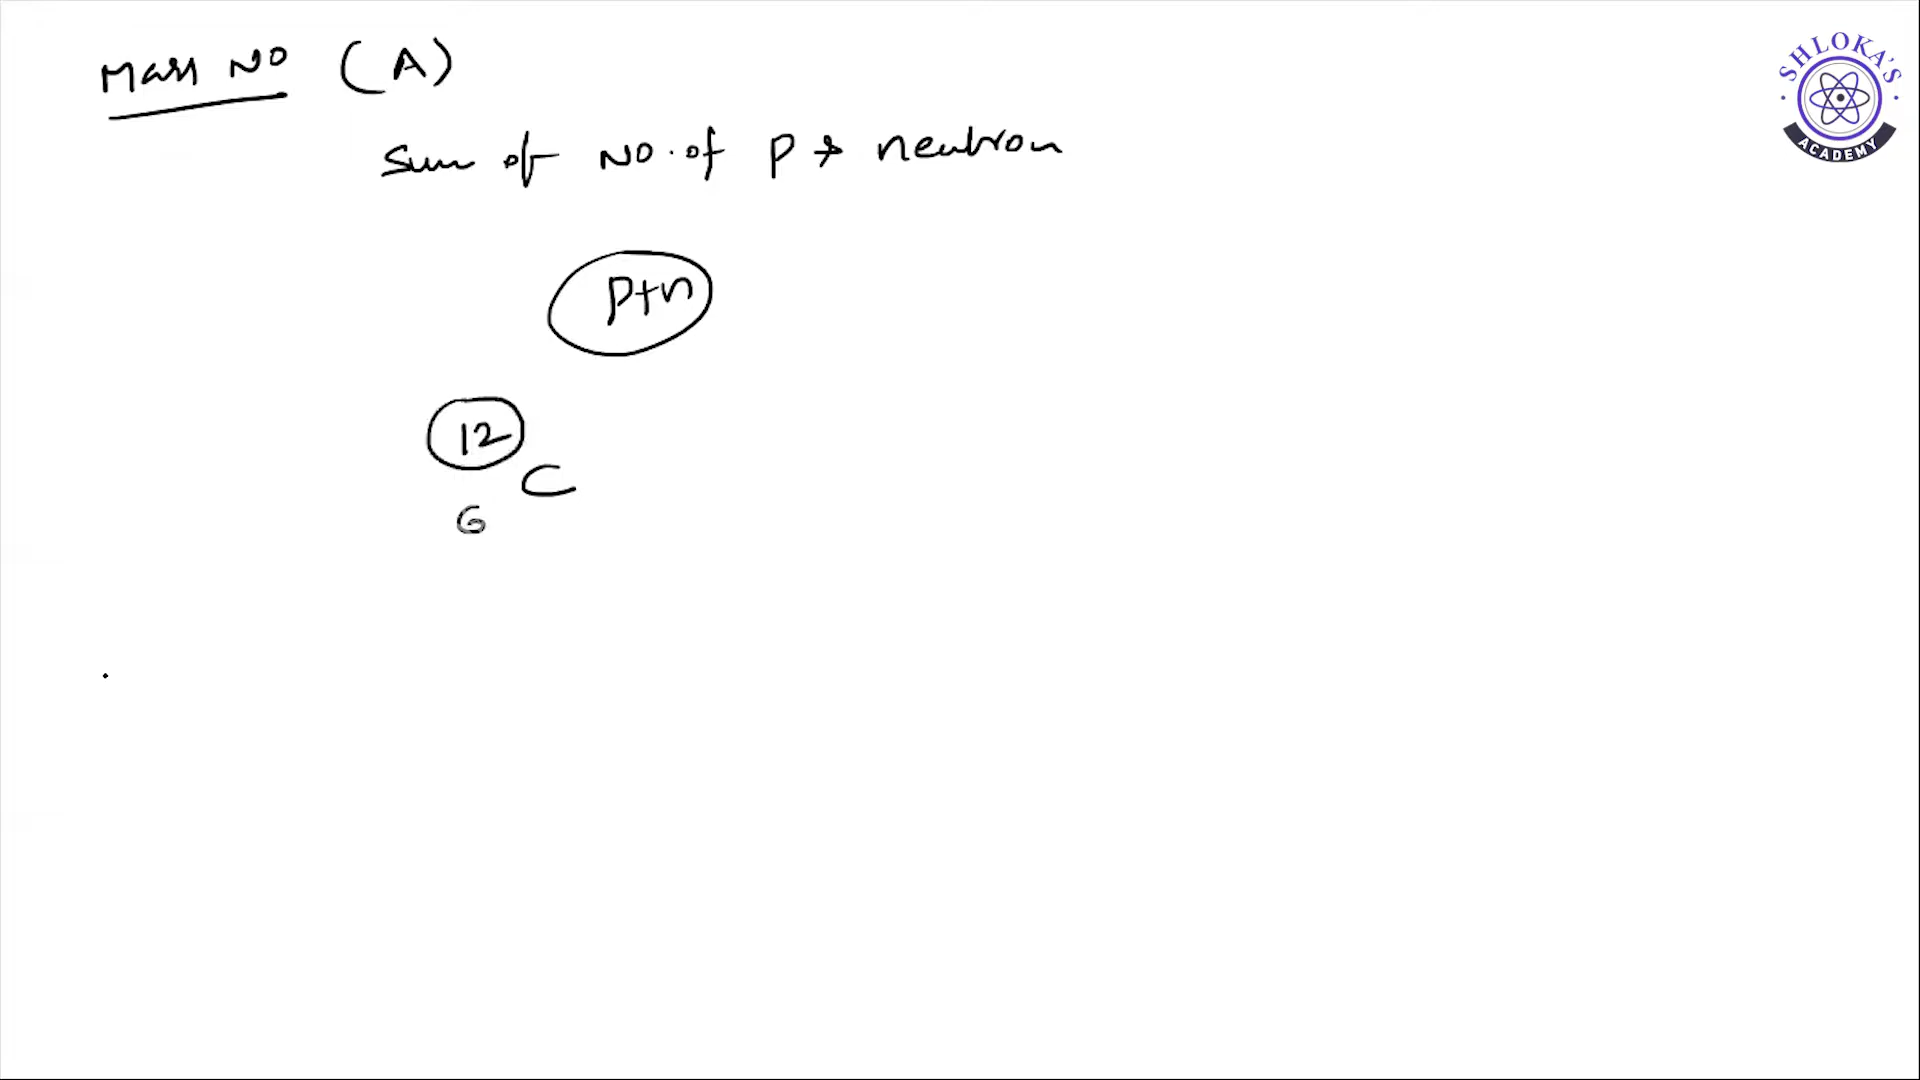 Mass No (A)
SHLOKA'S
ACADEMY
Sum of No. of P + neutron
P+n
12
C
6